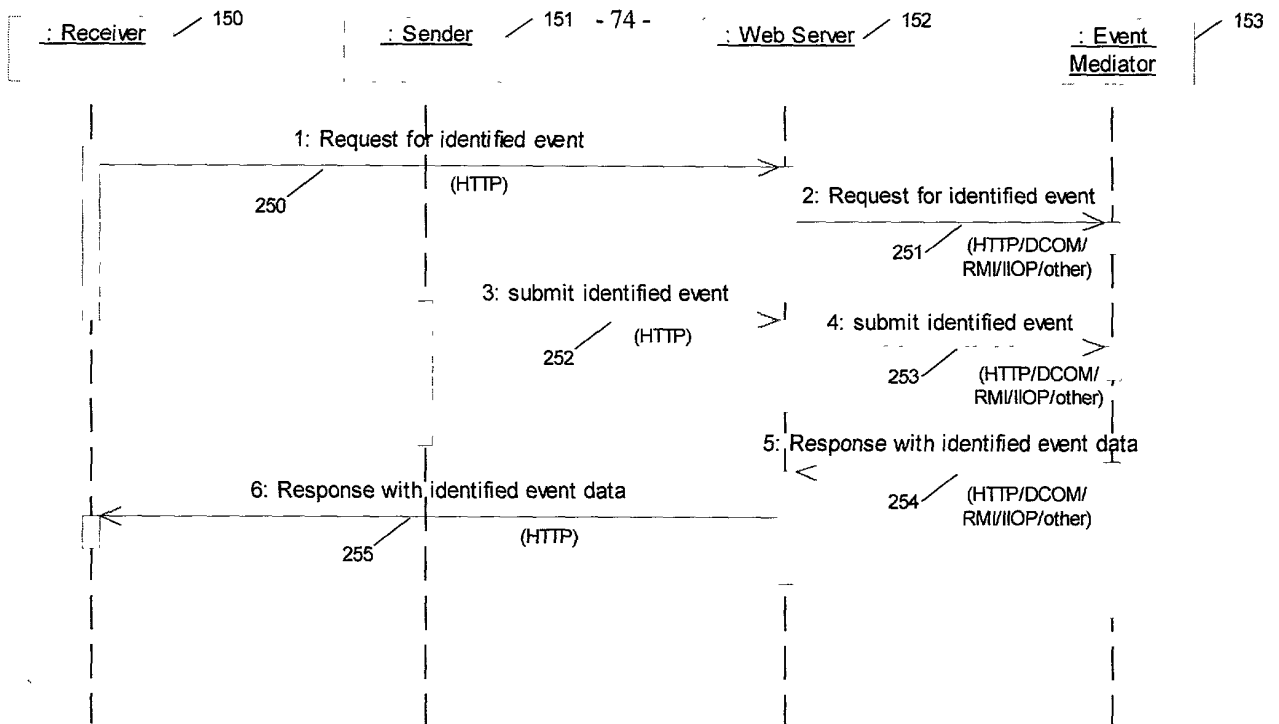 150
151
- 74 -
152
153
: Receiver
: Sender
: Web Server
: Event
Mediator
1: Request for identified event
(HTTP)
250
2: Request for identified event
251
(HTTP/DCOM/
RMI/IIOP/other)
3: submit identified event
(HTTP)
252
4: submit identified event
253
(HTTP/DCOM/
RMI/IIOP/other)
5: Response with identified event data
254
(HTTP/DCOM/
RMI/IIOP/other)
6: Response with identified event data
(HTTP)
255